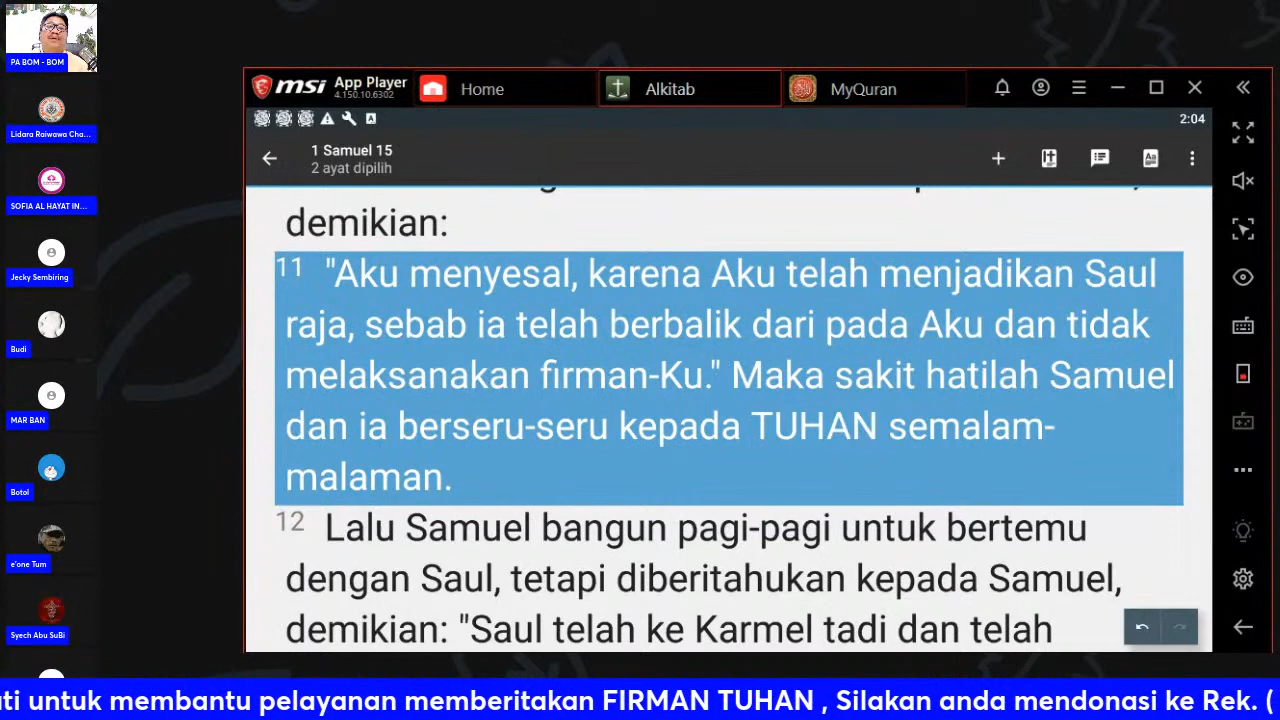 PA BOM - BOM
Lidara Raiwawa Cha...
SOFIA AL HAYAT IN...
Jecky Sembiring
Budi
MAR BAN
Botol
e'one Tum
Syech Abu SuBi
msi App Player
4.150.10.6302
Home
Alkitab
MyQuran
2:04
1 Samuel 15
2 ayat dipilih
demikian:
11 "Aku menyesal, karena Aku telah menjadikan Saul
raja, sebab ia telah berbalik dari pada Aku dan tidak
melaksanakan firman-Ku." Maka sakit hatilah Samuel
dan ia berseru-seru kepada TUHAN semalam-
malaman.
12 Lalu Samuel bangun pagi-pagi untuk bertemu
dengan Saul, tetapi diberitahukan kepada Samuel,
demikian: "Saul telah ke Karmel tadi dan telah
ti untuk membantu pelayanan memberitakan FIRMAN TUHAN , Silakan anda mendonasi ke Rek. (